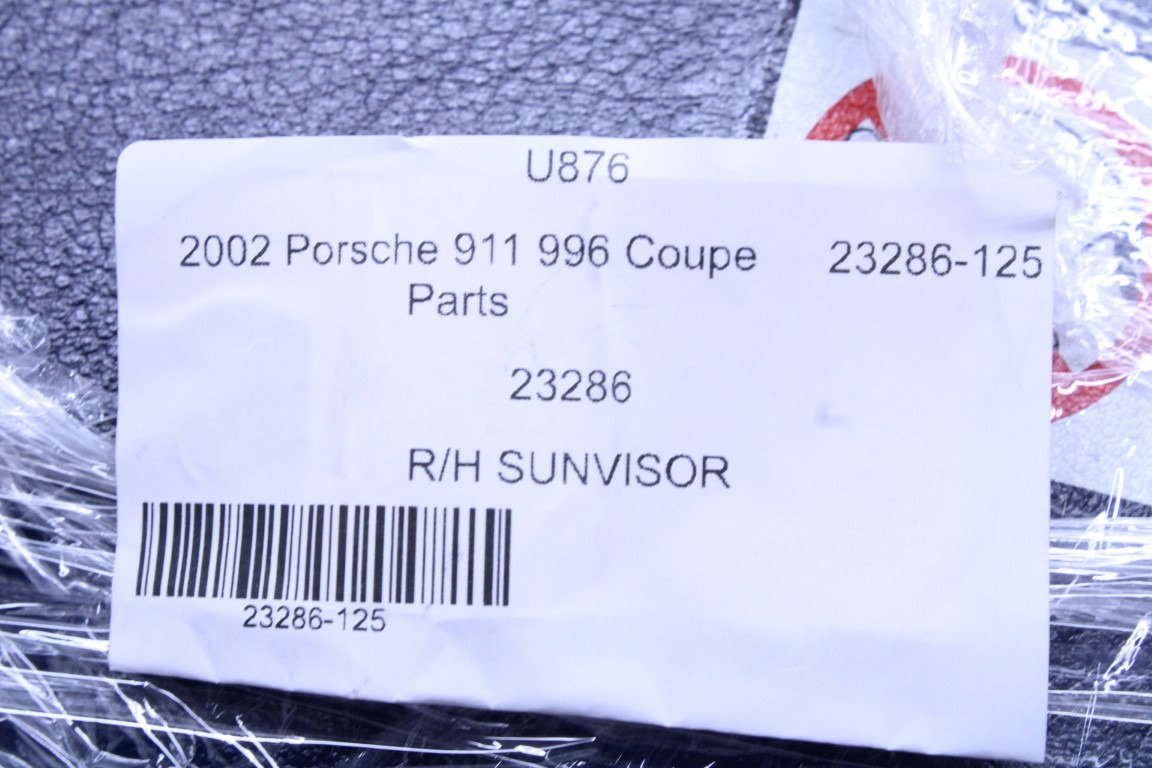 U876
2002 Porsche 911 996 Coupe 23286-125
Parts
23286
R/H SUNVISOR
23286-125